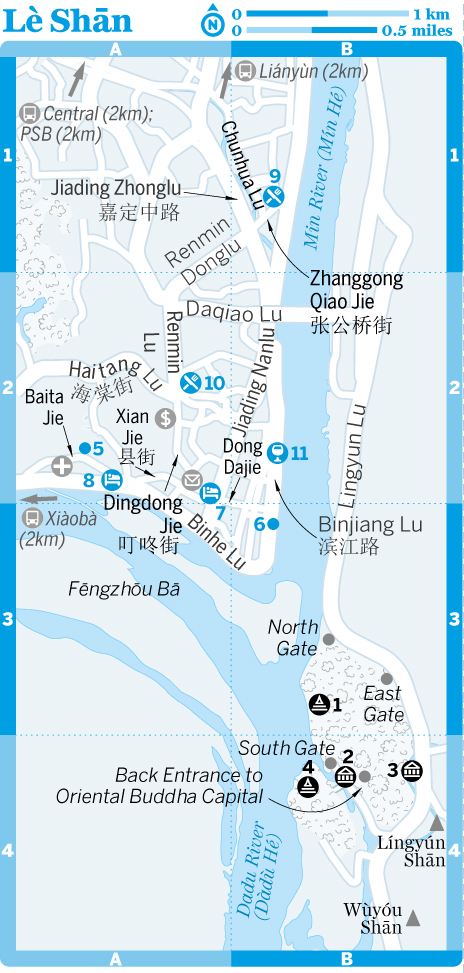 Lè Shān
N
0 1 km
0 0.5 miles
A B
Liányùn (2km)
Central (2km);
PSB (2km)
1 1
Chunhua Lu
Min River (Mín Hé)
9
Jiading Zhonglu
嘉定中路
Renmin
Donglu
Zhanggong
Qiao Jie
张公桥街
Daqiao Lu
Renmin
Lu
Jiading Nanlu
Haitang Lu
海棠街
10
2 2
Baita
Jie
Xian
Jie
县街
$
Lingyun Lu
5
Dong
Dajie
11
8
Dingdong
Jie
叮咚街
7
6
Binjiang Lu
滨江路
Xiàobà
(2km)
Binhe Lu
Fēngzhōu Bā
3 3
North
Gate
East
Gate
1
South Gate
2
4
3
Back Entrance to
Oriental Buddha Capital
Língyún
Shān
4 4
Dadu River
(Dàdù Hé)
Wùyóu
Shān
A B